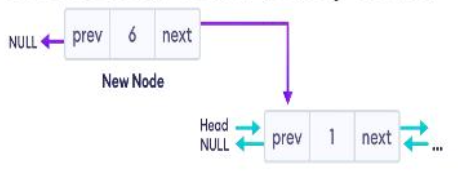 NULL prev 6 next
New Node
Head
NULL prev 1 next ...